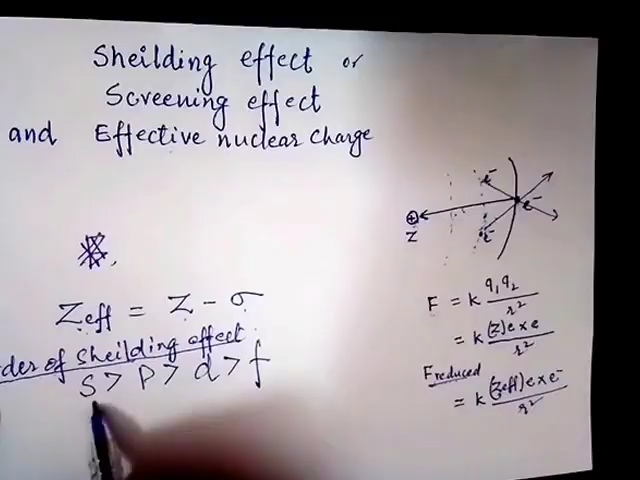 Sheilding effect or
Screening effect
and Effective nuclear charge
Zeff = Z - σ
der of Sheilding effect
S > P > d > f
e⁻
e⁻
⊕
Z
e⁻
F = k q₁q₂/r²
= k (Z)e×e/r²
Freduced
= k (Zeff)e×e⁻/r²